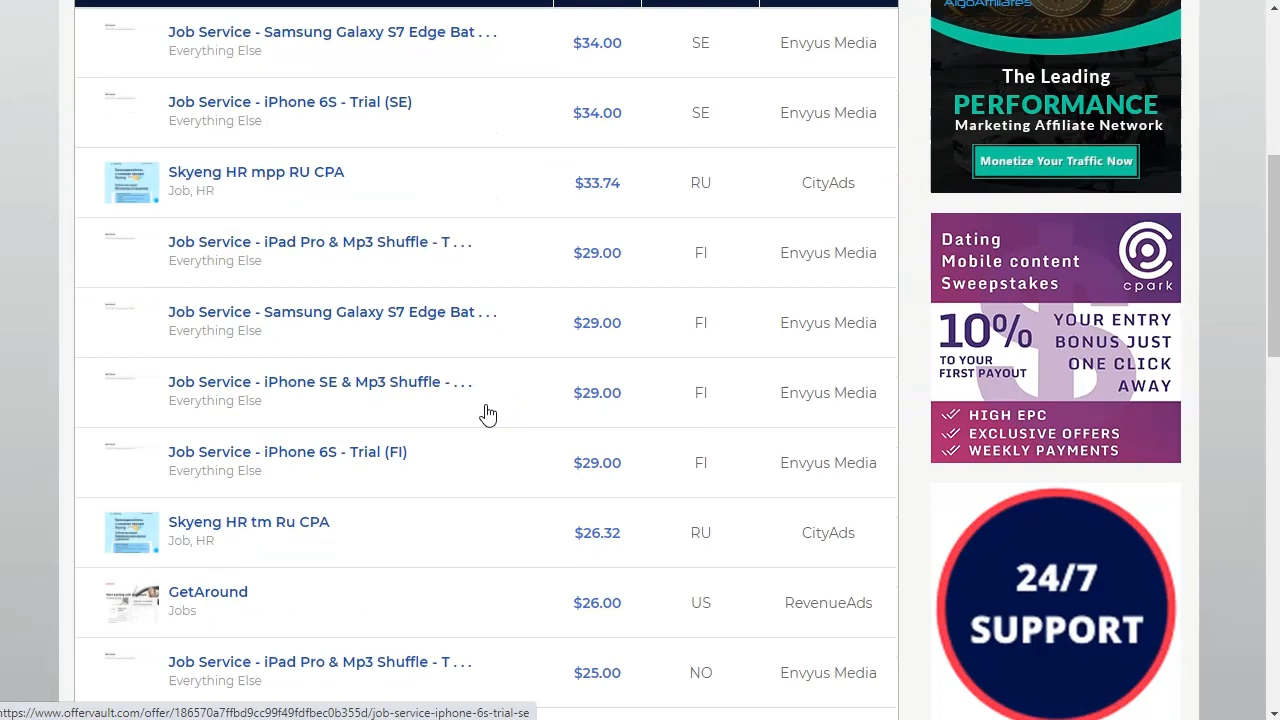 Job Service - Samsung Galaxy S7 Edge Bat . . .
Everything Else
$34.00
SE
Envyus Media
Job Service - iPhone 6S - Trial (SE)
Everything Else
$34.00
SE
Envyus Media
Skyeng HR mpp RU CPA
Job, HR
$33.74
RU
CityAds
Job Service - iPad Pro & Mp3 Shuffle - T . . .
Everything Else
$29.00
FI
Envyus Media
Job Service - Samsung Galaxy S7 Edge Bat . . .
Everything Else
$29.00
FI
Envyus Media
Job Service - iPhone SE & Mp3 Shuffle - . . .
Everything Else
$29.00
FI
Envyus Media
Job Service - iPhone 6S - Trial (FI)
Everything Else
$29.00
FI
Envyus Media
Skyeng HR tm Ru CPA
Job, HR
$26.32
RU
CityAds
GetAround
Jobs
$26.00
US
RevenueAds
Job Service - iPad Pro & Mp3 Shuffle - T . . .
Everything Else
$25.00
NO
Envyus Media
AlgoAffiliates
The Leading
PERFORMANCE
Marketing Affiliate Network
Monetize Your Traffic Now
Dating
Mobile content
Sweepstakes
cpark
10%
TO YOUR
FIRST PAYOUT
YOUR ENTRY
BONUS JUST
ONE CLICK
AWAY
HIGH EPC
EXCLUSIVE OFFERS
WEEKLY PAYMENTS
24/7
SUPPORT
https://www.offervault.com/offer/186570a7ffbd9cc99f49fdfbec0b355d/job-service-iphone-6s-trial-se